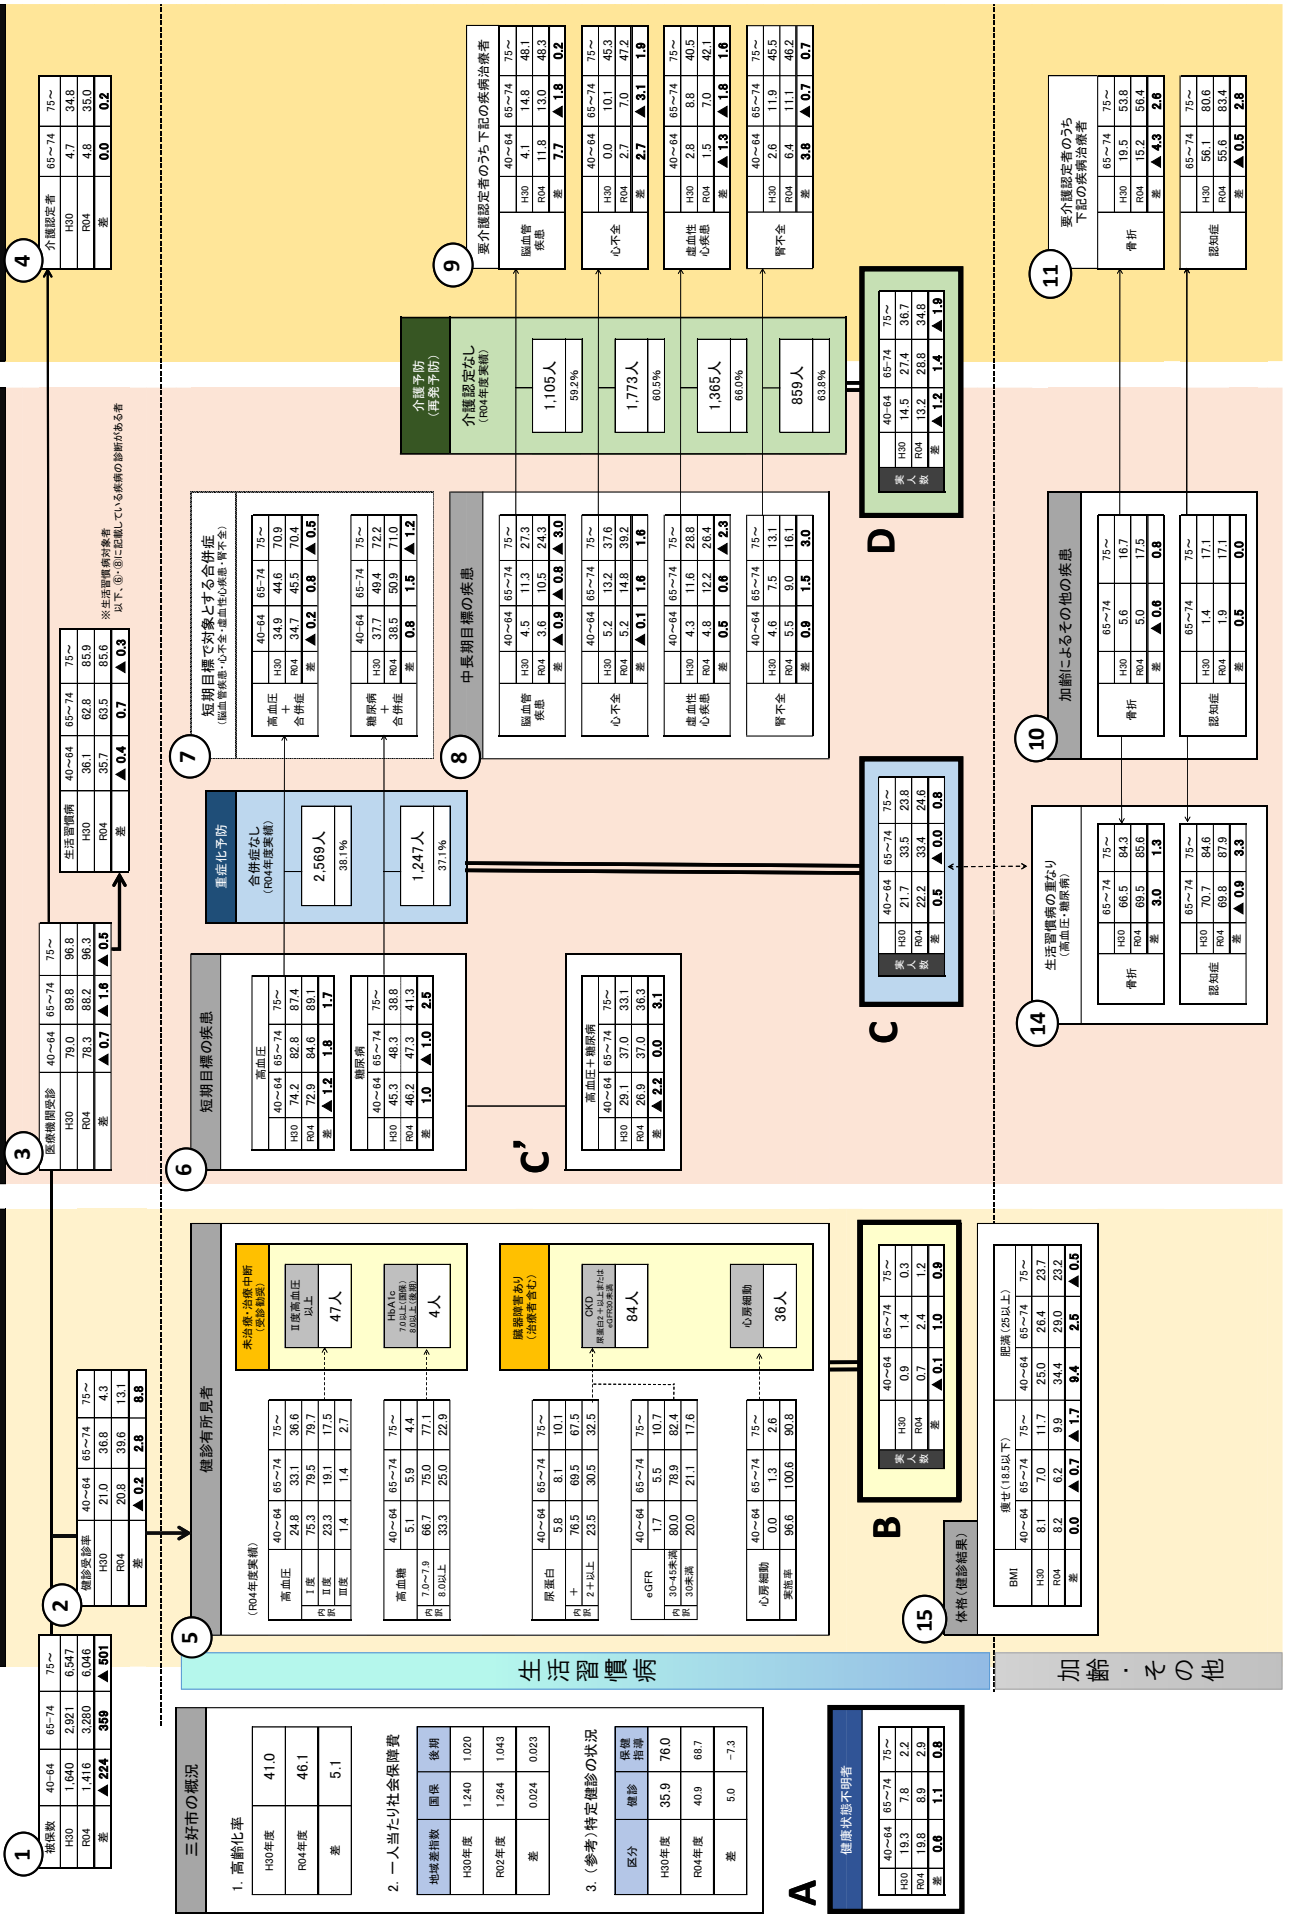 ①
被保数 40-64 65-74 75～
H30 1,640 2,921 6,547
R04 1,416 3,280 6,046
差 ▲ 224 359 ▲ 501
②
健診受診率 40～64 65～74 75～
H30 21.0 36.8 4.3
R04 20.8 39.6 13.1
差 ▲ 0.2 2.8 8.8
③
医療機関受診 40～64 65～74 75～
H30 79.0 89.8 96.8
R04 78.3 88.2 96.3
差 ▲ 0.7 ▲ 1.6 ▲ 0.5
生活習慣病 40～64 65～74 75～
H30 36.1 62.8 85.9
R04 35.7 63.5 85.6
差 ▲ 0.4 0.7 ▲ 0.3
※生活習慣病対象者
以下、⑥・⑧に記載している疾病の診断がある者
④
介護認定者 65～74 75～
H30 4.7 34.8
R04 4.8 35.0
差 0.0 0.2
三好市の概況
1. 高齢化率
H30年度 41.0
R04年度 46.1
差 5.1
2. 一人当たり社会保障費
地域差指数 国保 後期
H30年度 1.240 1.020
R02年度 1.264 1.043
差 0.024 0.023
3. (参考)特定健診の状況
区分 健診 保健指導
H30年度 35.9 76.0
R04年度 40.9 68.7
差 5.0 -7.3
A
健康状態不明者
40～64 65～74 75～
H30 19.3 7.8 2.2
R04 19.8 8.9 2.9
差 0.6 1.1 0.8
生活習慣病
加齢・その他
⑤
健診有所見者
(R04年度実績)
高血圧 40～64 65～74 75～
24.8 33.1 36.6
内訳
Ⅰ度 75.3 79.5 79.7
Ⅱ度 23.3 19.1 17.5
Ⅲ度 1.4 1.4 2.7
高血糖 40～64 65～74 75～
5.1 5.9 4.4
内訳
7.0～7.9 66.7 75.0 77.1
8.0以上 33.3 25.0 22.9
未治療・治療中断
(受診勧奨)
Ⅱ度高血圧
以上
47人
HbA1c
7.0以上(国保)
8.0以上(後期)
4人
尿蛋白 40～64 65～74 75～
5.8 8.1 10.1
内訳
＋ 76.5 69.5 67.5
2＋以上 23.5 30.5 32.5
eGFR 40～64 65～74 75～
1.7 5.5 10.7
内訳
30-45未満 80.0 78.9 82.4
30未満 20.0 21.1 17.6
心房細動 40～64 65～74 75～
0.0 1.3 2.6
実施率 96.6 100.6 90.8
臓器障害あり
(治療者含む)
CKD
尿蛋白2＋以上または
eGFR30未満
84人
心房細動
36人
B
実人数
40～64 65～74 75～
H30 0.9 1.4 0.3
R04 0.7 2.4 1.2
差 ▲ 0.1 1.0 0.9
⑮
体格(健診結果)
BMI 痩せ(18.5以下) 肥満(25以上)
40～64 65～74 75～ 40～64 65～74 75～
H30 8.1 7.0 11.7 25.0 26.4 23.7
R04 8.2 6.2 9.9 34.4 29.0 23.2
差 0.0 ▲ 0.7 ▲ 1.7 9.4 2.5 ▲ 0.5
⑥
短期目標の疾患
高血圧
40～64 65～74 75～
H30 74.2 82.8 87.4
R04 72.9 84.6 89.1
差 ▲ 1.2 1.8 1.7
糖尿病
40～64 65～74 75～
H30 45.3 48.3 38.8
R04 46.2 47.3 41.3
差 1.0 ▲ 1.0 2.5
C'
高血圧＋糖尿病
40～64 65～74 75～
H30 29.1 37.0 33.1
R04 26.9 37.0 36.3
差 ▲ 2.2 0.0 3.1
重症化予防
合併症なし
(R04年度実績)
2,569人
38.1%
1,247人
37.1%
C
実人数
40～64 65～74 75～
H30 21.7 33.5 23.8
R04 22.2 33.4 24.6
差 0.5 ▲ 0.0 0.8
⑦
短期目標で対象とする合併症
(脳血管疾患・心不全・虚血性心疾患・腎不全)
高血圧
＋
合併症
40-64 65-74 75～
H30 34.9 44.6 70.9
R04 34.7 45.5 70.4
差 ▲ 0.2 0.8 ▲ 0.5
糖尿病
＋
合併症
40-64 65-74 75～
H30 37.7 49.4 72.2
R04 38.5 50.9 71.0
差 0.8 1.5 ▲ 1.2
⑧
中長期目標の疾患
脳血管
疾患
40～64 65～74 75～
H30 4.5 11.3 27.3
R04 3.6 10.5 24.3
差 ▲ 0.9 ▲ 0.8 ▲ 3.0
心不全
40～64 65～74 75～
H30 5.2 13.2 37.6
R04 5.2 14.8 39.2
差 ▲ 0.1 1.6 1.6
虚血性
心疾患
40～64 65～74 75～
H30 4.3 11.6 28.8
R04 4.8 12.2 26.4
差 0.5 0.6 ▲ 2.3
腎不全
40～64 65～74 75～
H30 4.6 7.5 13.1
R04 5.5 9.0 16.1
差 0.9 1.5 3.0
介護予防
(再発予防)
介護認定なし
(R04年度実績)
1,105人
59.2%
1,773人
60.5%
1,365人
66.0%
859人
63.8%
D
実人数
40-64 65-74 75～
H30 14.5 27.4 36.7
R04 13.2 28.8 34.8
差 ▲ 1.2 1.4 ▲ 1.9
⑨
要介護認定者のうち下記の疾病治療者
脳血管
疾患
40～64 65～74 75～
H30 4.1 14.8 48.1
R04 11.8 13.0 48.3
差 7.7 ▲ 1.8 0.2
心不全
40～64 65～74 75～
H30 0.0 10.1 45.3
R04 2.7 7.0 47.2
差 2.7 ▲ 3.1 1.9
虚血性
心疾患
40～64 65～74 75～
H30 2.8 8.8 40.5
R04 1.5 7.0 42.1
差 ▲ 1.3 ▲ 1.8 1.6
腎不全
40～64 65～74 75～
H30 2.6 11.9 45.5
R04 6.4 11.1 46.2
差 3.8 ▲ 0.7 0.7
⑭
生活習慣病の重なり
(高血圧・糖尿病)
骨折
65～74 75～
H30 66.5 84.3
R04 69.5 85.6
差 3.0 1.3
認知症
65～74 75～
H30 70.7 84.6
R04 69.8 87.9
差 ▲ 0.9 3.3
⑩
加齢によるその他の疾患
骨折
65～74 75～
H30 5.6 16.7
R04 5.0 17.5
差 ▲ 0.6 0.8
認知症
65～74 75～
H30 1.4 17.1
R04 1.9 17.1
差 0.5 0.0
⑪
要介護認定者のうち
下記の疾病治療者
骨折
65～74 75～
H30 19.5 53.8
R04 15.2 56.4
差 ▲ 4.3 2.6
認知症
65～74 75～
H30 56.1 80.6
R04 55.6 83.4
差 ▲ 0.5 2.8